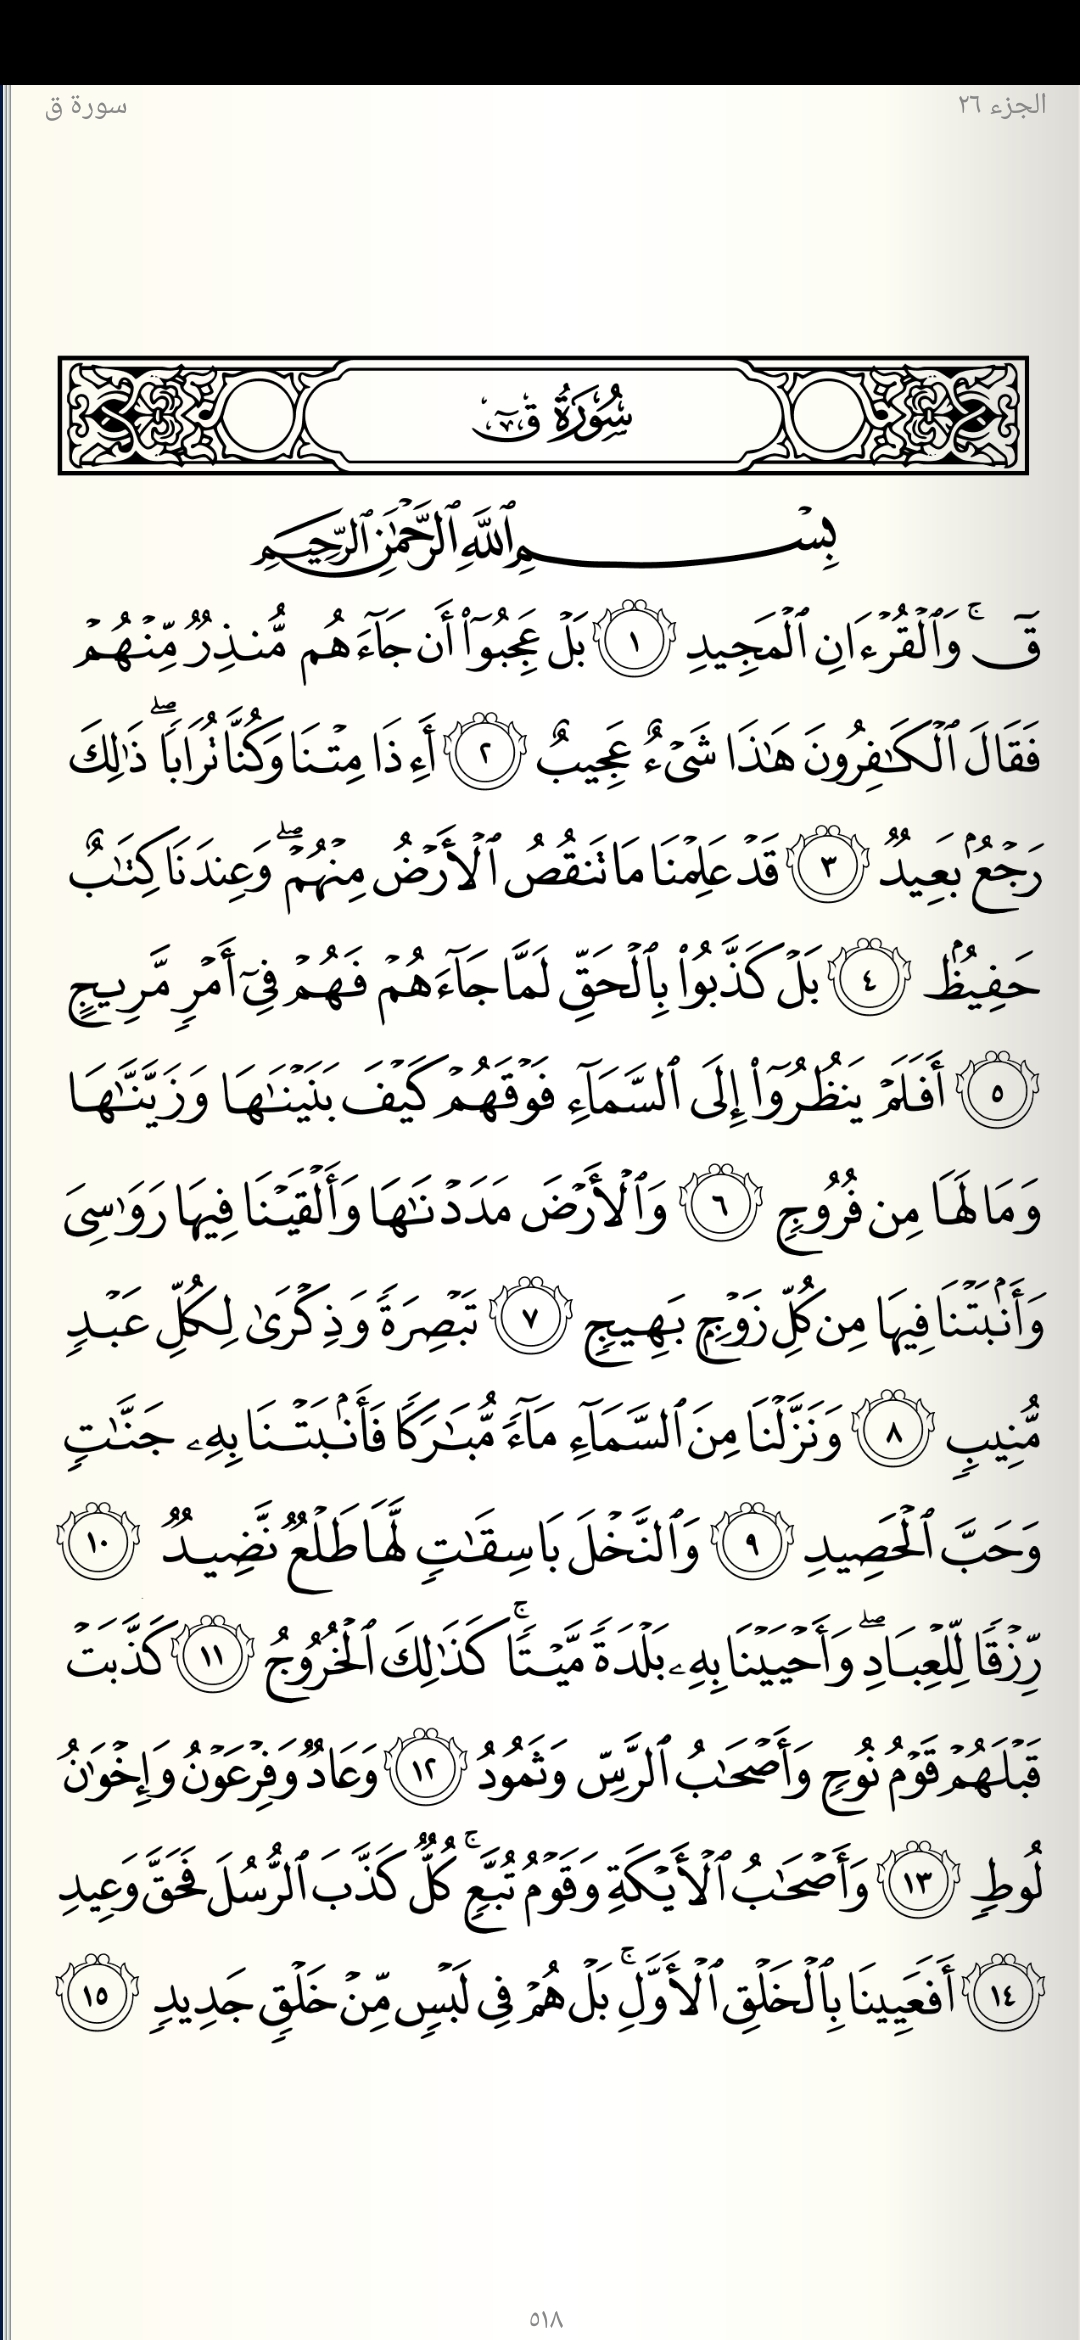 الجزء ٢٦
سورة ق
سُورَةُ قٓ
بِسْمِ ٱللَّهِ ٱلرَّحْمَٰنِ ٱلرَّحِيمِ
قٓۚ وَٱلْقُرْءَانِ ٱلْمَجِيدِ ١ بَلْ عَجِبُوٓا۟ أَن جَآءَهُم مُّنذِرٌ مِّنْهُمْ
فَقَالَ ٱلْكَٰفِرُونَ هَٰذَا شَىْءٌ عَجِيبٌ ٢ أَءِذَا مِتْنَا وَكُنَّا تُرَابًاۖ ذَٰلِكَ
رَجْعٌۢ بَعِيدٌ ٣ قَدْ عَلِمْنَا مَا تَنقُصُ ٱلْأَرْضُ مِنْهُمْۖ وَعِندَنَا كِتَٰبٌ
حَفِيظٌۢ ٤ بَلْ كَذَّبُوا۟ بِٱلْحَقِّ لَمَّا جَآءَهُمْ فَهُمْ فِىٓ أَمْرٍ مَّرِيجٍ
٥ أَفَلَمْ يَنظُرُوٓا۟ إِلَى ٱلسَّمَآءِ فَوْقَهُمْ كَيْفَ بَنَيْنَٰهَا وَزَيَّنَّٰهَا
وَمَا لَهَا مِن فُرُوجٍ ٦ وَٱلْأَرْضَ مَدَدْنَٰهَا وَأَلْقَيْنَا فِيهَا رَوَٰسِىَ
وَأَنۢبَتْنَا فِيهَا مِن كُلِّ زَوْجٍۭ بَهِيجٍ ٧ تَبْصِرَةً وَذِكْرَىٰ لِكُلِّ عَبْدٍ
مُّنِيبٍ ٨ وَنَزَّلْنَا مِنَ ٱلسَّمَآءِ مَآءً مُّبَٰرَكًا فَأَنۢبَتْنَا بِهِۦ جَنَّٰتٍ
وَحَبَّ ٱلْحَصِيدِ ٩ وَٱلنَّخْلَ بَاسِقَٰتٍ لَّهَا طَلْعٌ نَّضِيدٌ ١٠
رِّزْقًا لِّلْعِبَادِۖ وَأَحْيَيْنَا بِهِۦ بَلْدَةً مَّيْتًاۚ كَذَٰلِكَ ٱلْخُرُوجُ ١١ كَذَّبَتْ
قَبْلَهُمْ قَوْمُ نُوحٍ وَأَصْحَٰبُ ٱلرَّسِّ وَثَمُودُ ١٢ وَعَادٌ وَفِرْعَوْنُ وَإِخْوَٰنُ
لُوطٍ ١٣ وَأَصْحَٰبُ ٱلْأَيْكَةِ وَقَوْمُ تُبَّعٍۚ كُلٌّ كَذَّبَ ٱلرُّسُلَ فَحَقَّ وَعِيدِ
١٤ أَفَعَيِينَا بِٱلْخَلْقِ ٱلْأَوَّلِۚ بَلْ هُمْ فِى لَبْسٍ مِّنْ خَلْقٍ جَدِيدٍ ١٥
٥١٨